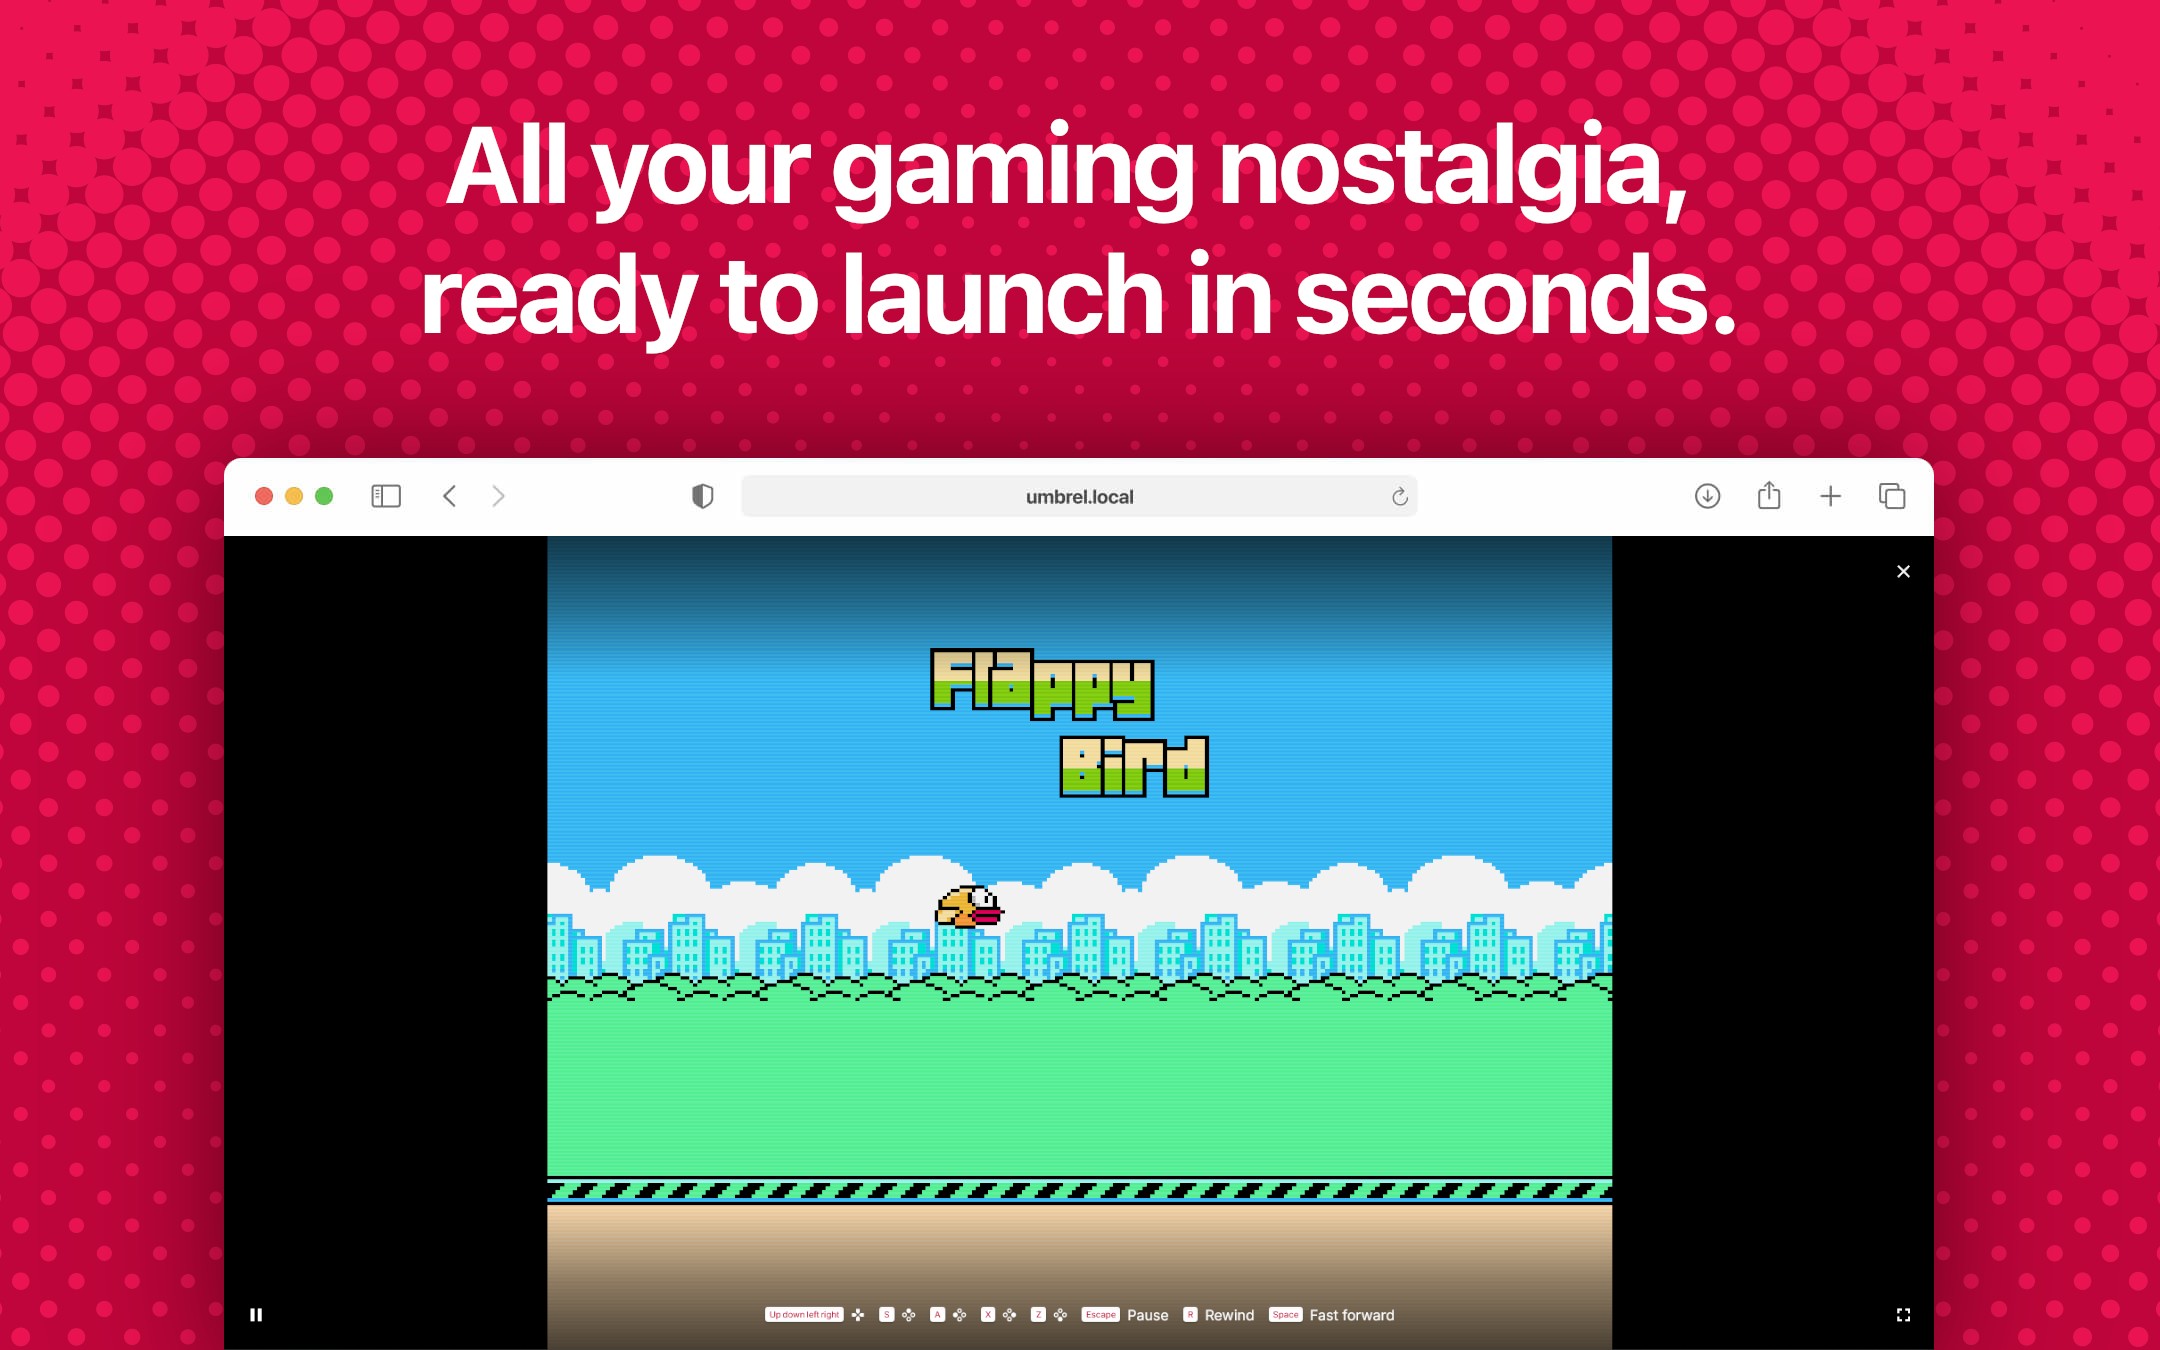 All your gaming nostalgia,
ready to launch in seconds.
umbrel.local
Flappy
Bird
Up down left right S A X Z Escape Pause R Rewind Space Fast forward